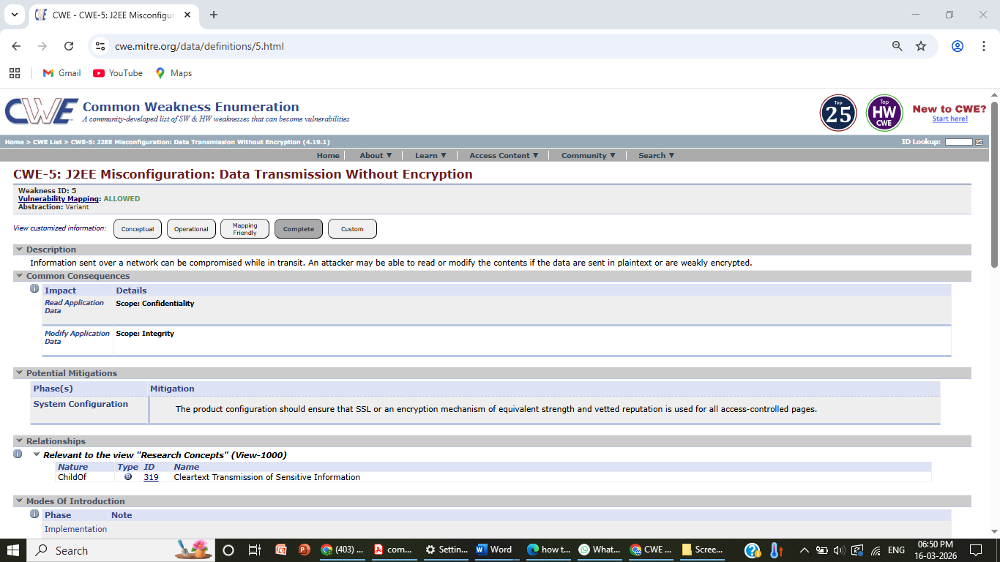 CWE - CWE-5: J2EE Misconfigur
cwe.mitre.org/data/definitions/5.html
Gmail YouTube Maps
CWE Common Weakness Enumeration
A community-developed list of SW & HW weaknesses that can become vulnerabilities
Top 25
Top HW CWE
New to CWE?
Start here!
Home > CWE List > CWE-5: J2EE Misconfiguration: Data Transmission Without Encryption (4.19.1)
ID Lookup: Go
Home About ▼ Learn ▼ Access Content ▼ Community ▼ Search ▼
CWE-5: J2EE Misconfiguration: Data Transmission Without Encryption
Weakness ID: 5
Vulnerability Mapping: ALLOWED
Abstraction: Variant
View customized information: Conceptual Operational Mapping Friendly Complete Custom
Description
Information sent over a network can be compromised while in transit. An attacker may be able to read or modify the contents if the data are sent in plaintext or are weakly encrypted.
Common Consequences
Impact Details
Read Application Data Scope: Confidentiality
Modify Application Data Scope: Integrity
Potential Mitigations
Phase(s) Mitigation
System Configuration The product configuration should ensure that SSL or an encryption mechanism of equivalent strength and vetted reputation is used for all access-controlled pages.
Relationships
Relevant to the view "Research Concepts" (View-1000)
Nature Type ID Name
ChildOf B 319 Cleartext Transmission of Sensitive Information
Modes Of Introduction
Phase Note
Implementation
Search (403) ... com... Settin... Word how t... What... CWE ... Scree... ENG 06:50 PM
16-03-2026